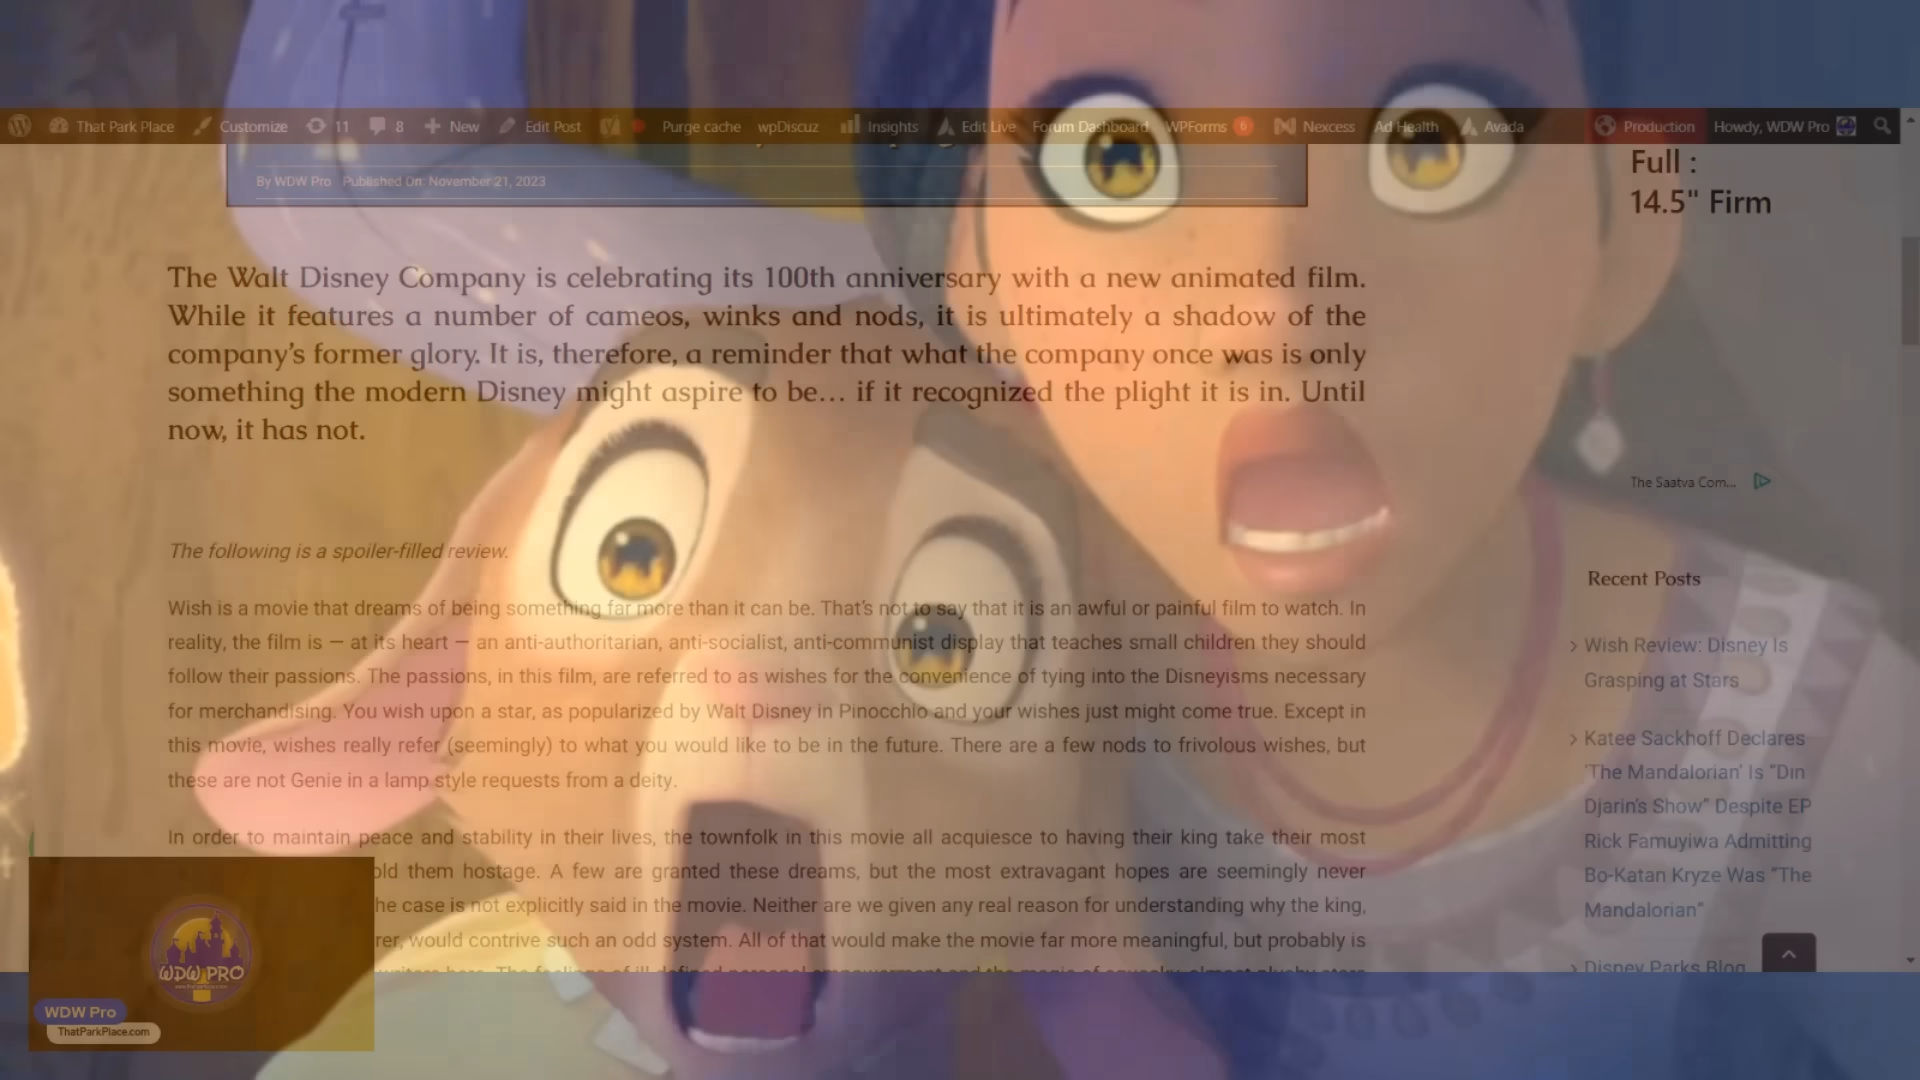 That Park Place Customize 11 8 New Edit Post Purge cache wpDiscuz Insights Edit Live Forum Dashboard WPForms 6 Nexcess Ad Health Avada Production Howdy, WDW Pro
By WDW Pro Published On: November 21, 2023
Full :
14.5" Firm
The Walt Disney Company is celebrating its 100th anniversary with a new animated film.
While it features a number of cameos, winks and nods, it is ultimately a shadow of the
company's former glory. It is, therefore, a reminder that what the company once was is only
something the modern Disney might aspire to be… if it recognized the plight it is in. Until
now, it has not.
The Saatva Com...
The following is a spoiler-filled review.
Wish is a movie that dreams of being something far more than it can be. That's not to say that it is an awful or painful film to watch. In
reality, the film is — at its heart — an anti-authoritarian, anti-socialist, anti-communist display that teaches small children they should
follow their passions. The passions, in this film, are referred to as wishes for the convenience of tying into the Disneyisms necessary
for merchandising. You wish upon a star, as popularized by Walt Disney in Pinocchio and your wishes just might come true. Except in
this movie, wishes really refer (seemingly) to what you would like to be in the future. There are a few nods to frivolous wishes, but
these are not Genie in a lamp style requests from a deity.
In order to maintain peace and stability in their lives, the townfolk in this movie all acquiesce to having their king take their most
old them hostage. A few are granted these dreams, but the most extravagant hopes are seemingly never
he case is not explicitly said in the movie. Neither are we given any real reason for understanding why the king,
rer, would contrive such an odd system. All of that would make the movie far more meaningful, but probably is
Recent Posts
Wish Review: Disney Is
Grasping at Stars
Katee Sackhoff Declares
'The Mandalorian' Is "Din
Djarin's Show" Despite EP
Rick Famuyiwa Admitting
Bo-Katan Kryze Was "The
Mandalorian"
Disney Parks Blog
WDW PRO
WDW Pro
ThatParkPlace.com